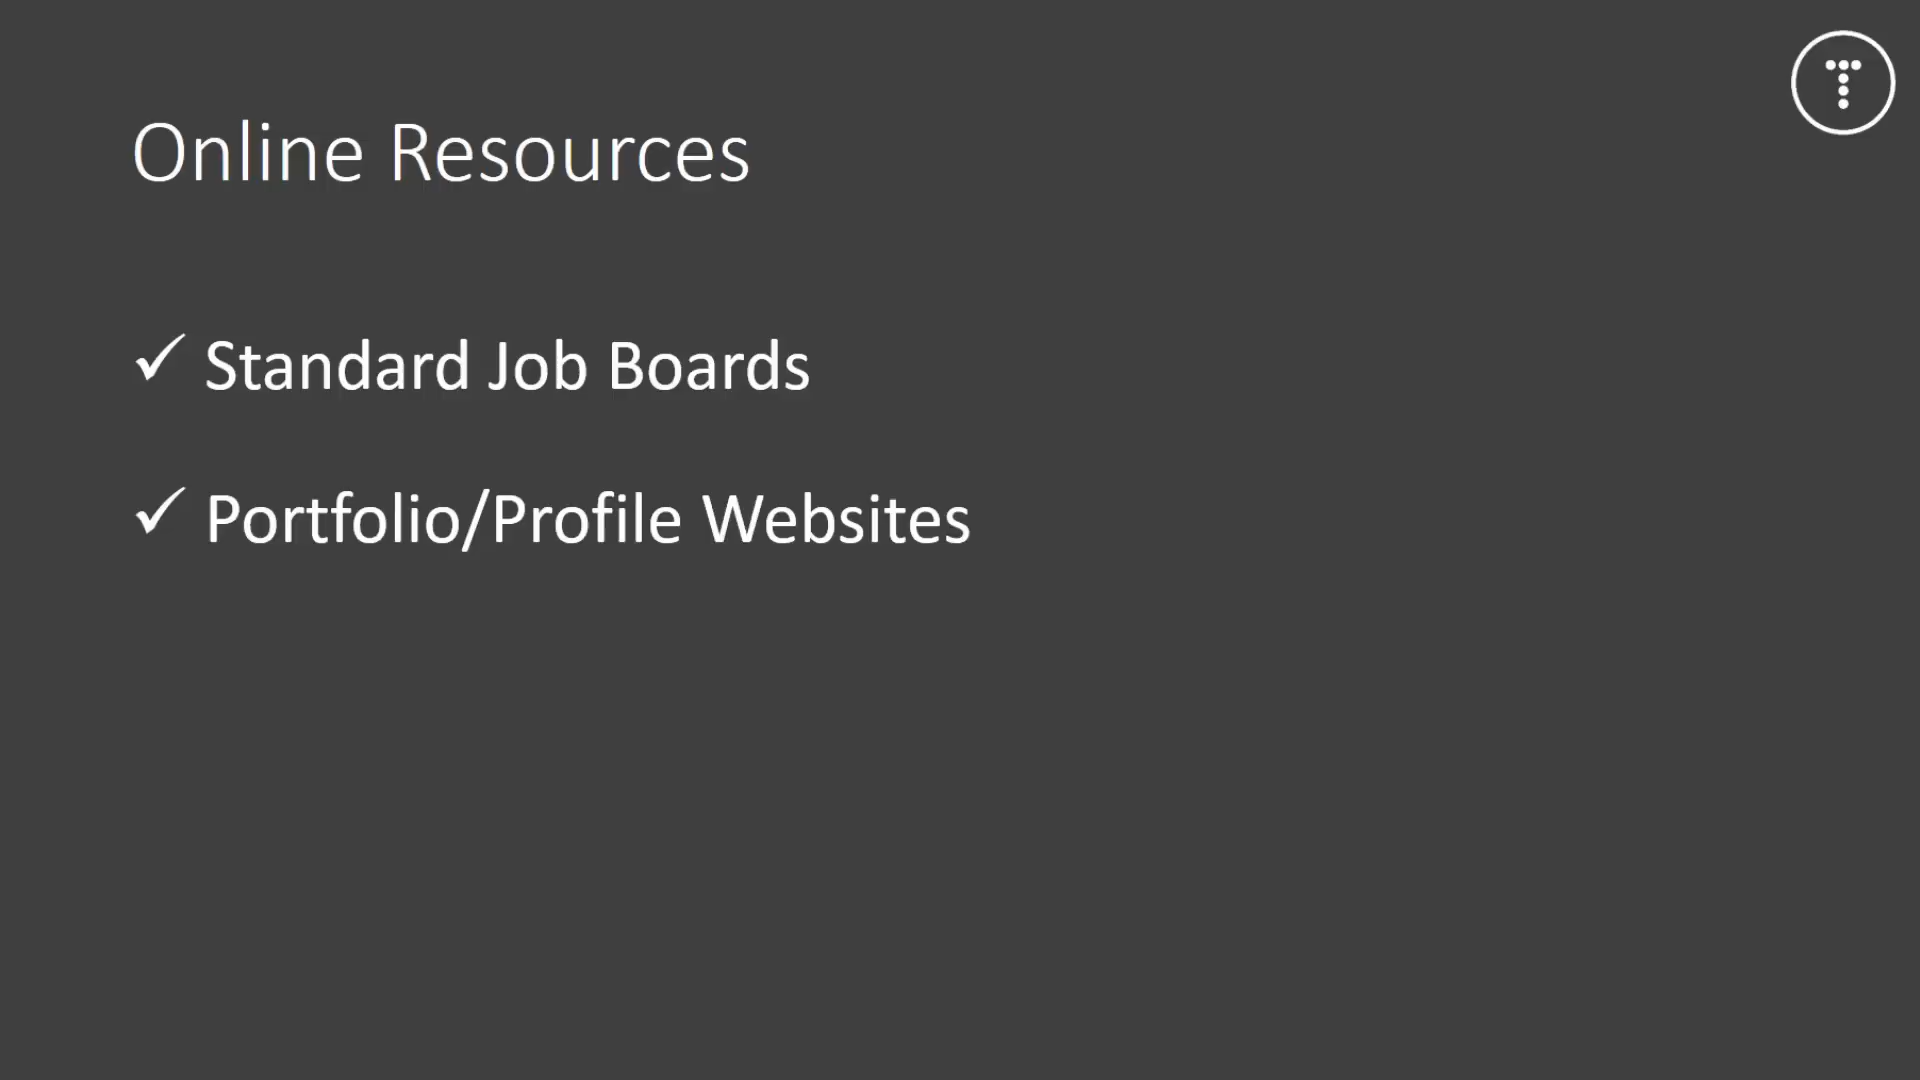 Online Resources
✓ Standard Job Boards
✓ Portfolio/Profile Websites